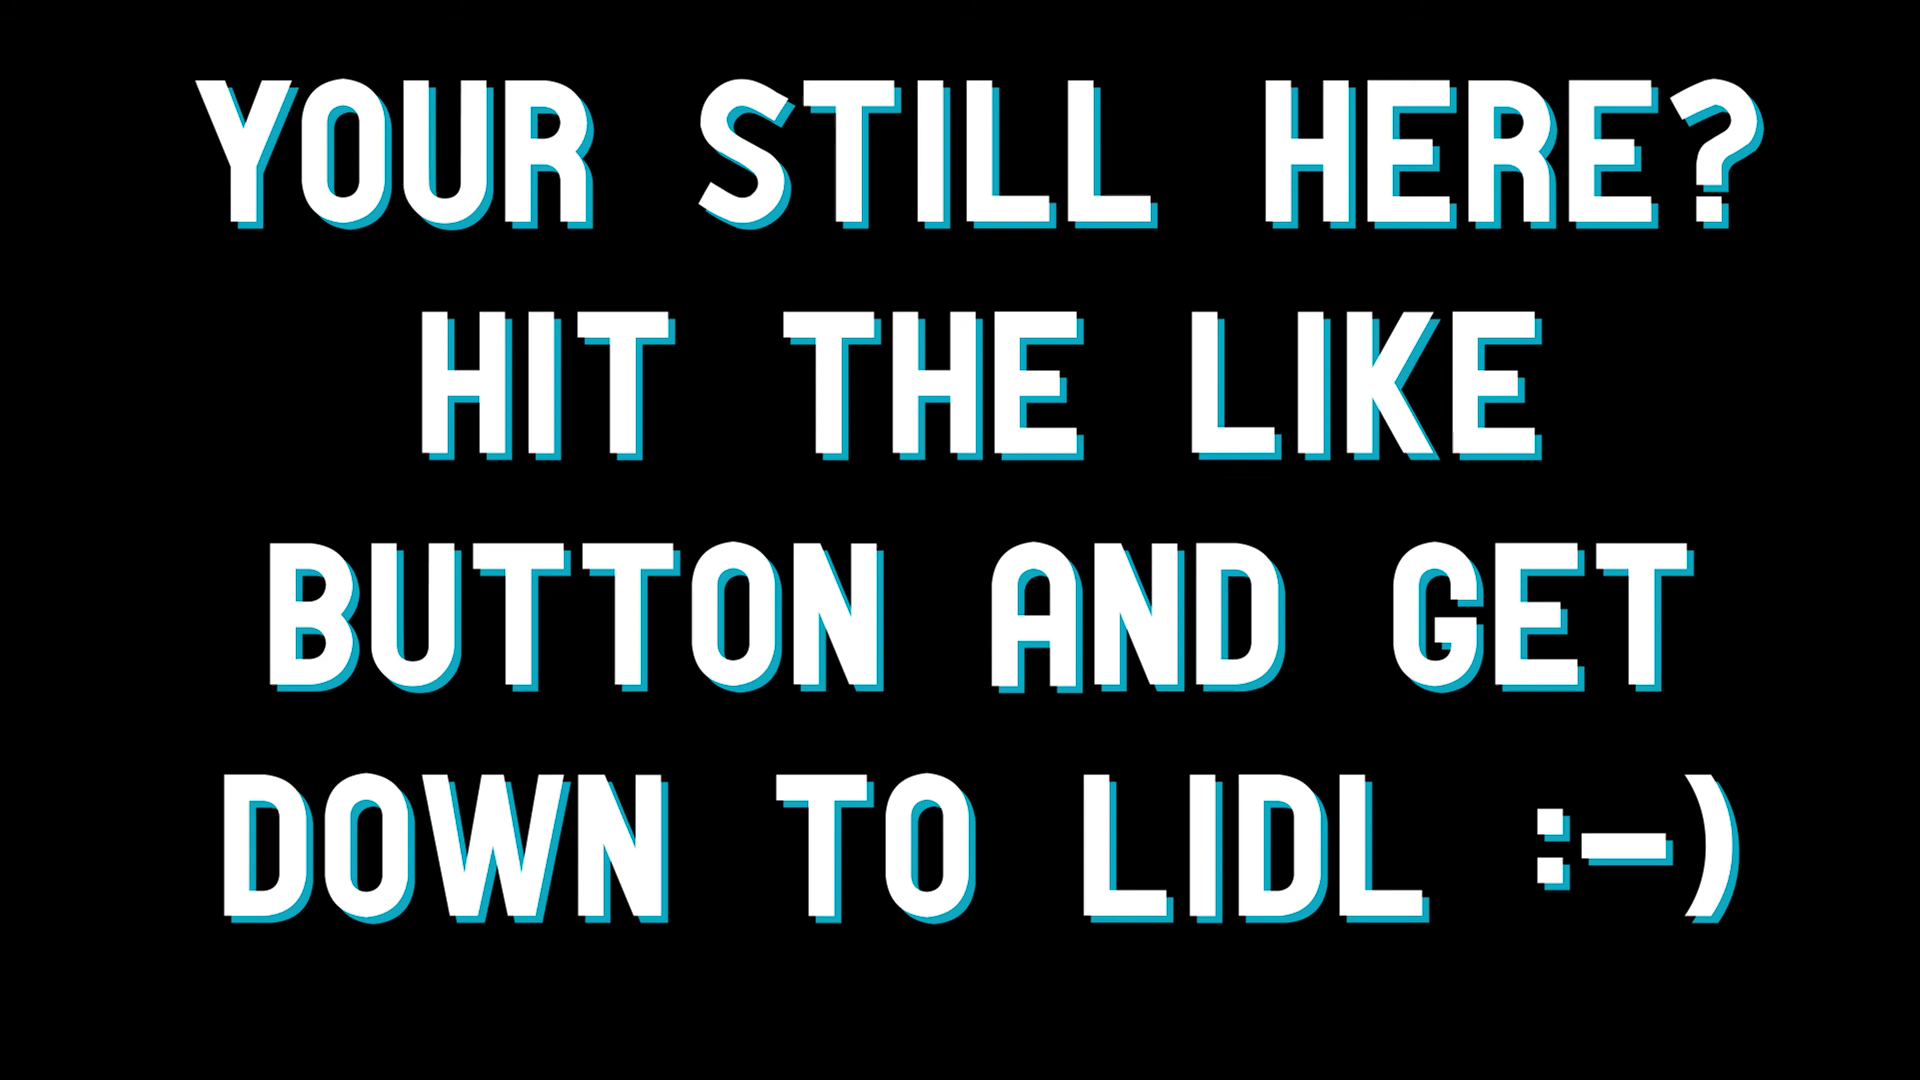 YOUR STILL HERE?
HIT THE LIKE
BUTTON AND GET
DOWN TO LIDL :-)